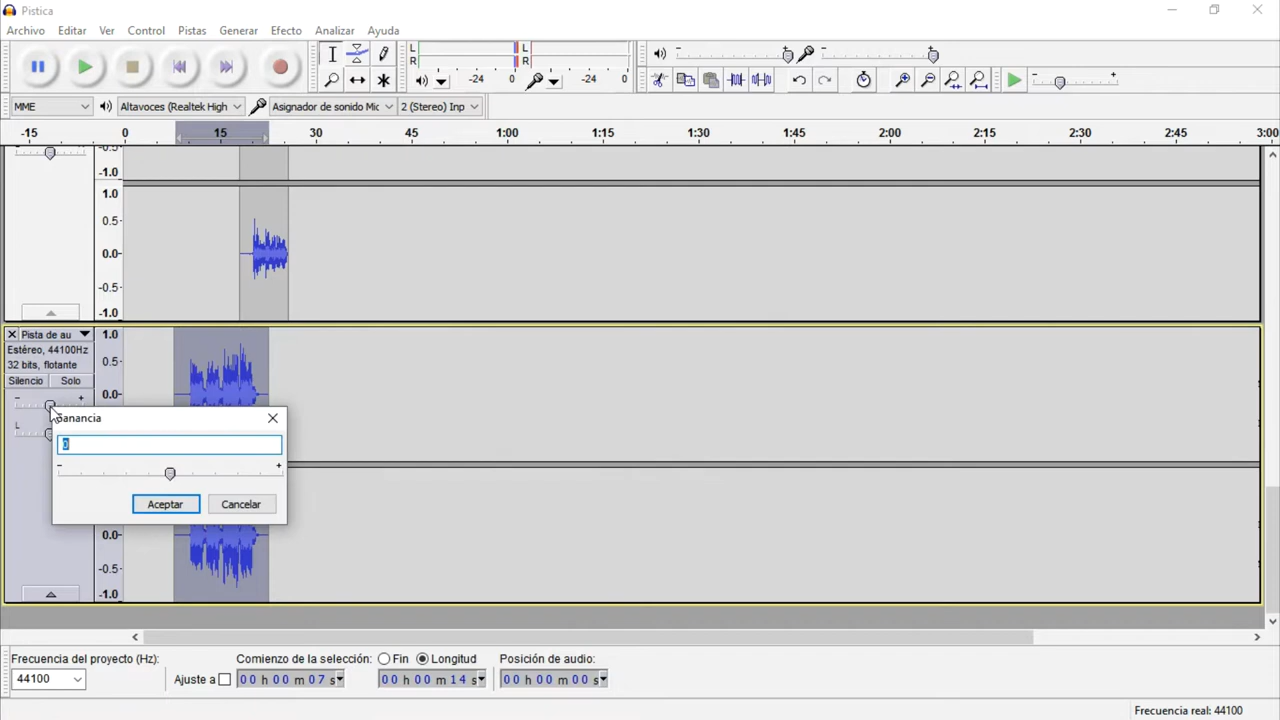 Pistica
Archivo Editar Ver Control Pistas Generar Efecto Analizar Ayuda
L L
R R
-24 0 -24 0
MME Altavoces (Realtek High Asignador de sonido Mic 2 (Stereo) Inp
-15 0 15 30 45 1:00 1:15 1:30 1:45 2:00 2:15 2:30 2:45 3:00
-0.5
-1.0
1.0
0.5
0.0
-0.5
-1.0
Pista de au 1.0
Estéreo, 44100Hz
32 bits, flotante 0.5
Silencio Solo
0.0
L
Ganancia
0
Aceptar Cancelar
0.0
-0.5
-1.0
Frecuencia del proyecto (Hz): Comienzo de la selección: Fin Longitud Posición de audio:
44100 Ajuste a 00 h 00 m 07 s 00 h 00 m 14 s 00 h 00 m 00 s
Frecuencia real: 44100